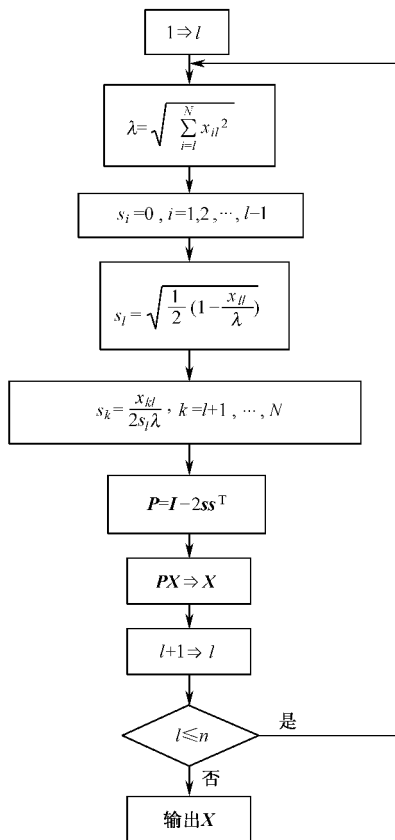 1⇒l
λ=√(∑_{i=l}^{N} x_{il}²)
s_i=0 , i=1,2 , ⋯, l−1
s_l=√(1/2 (1−x_{ll}/λ))
s_k=x_{kl}/(2s_lλ) , k=l+1 , ⋯, N
P=I−2ss^T
PX⇒X
l+1⇒l
l≤n
是
否
输出X